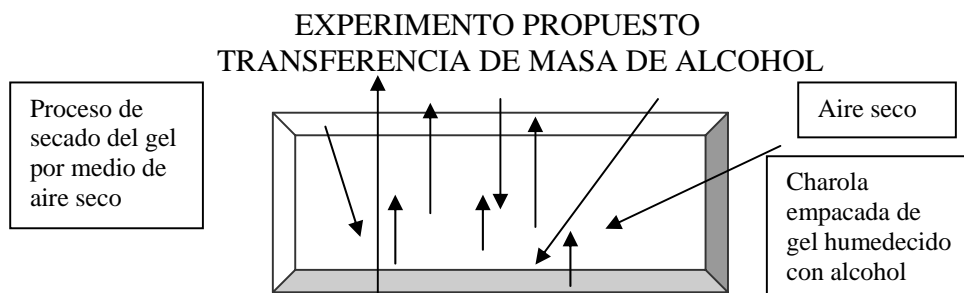 EXPERIMENTO PROPUESTO
TRANSFERENCIA DE MASA DE ALCOHOL
Proceso de
secado del gel
por medio de
aire seco
Aire seco
Charola
empacada de
gel humedecido
con alcohol